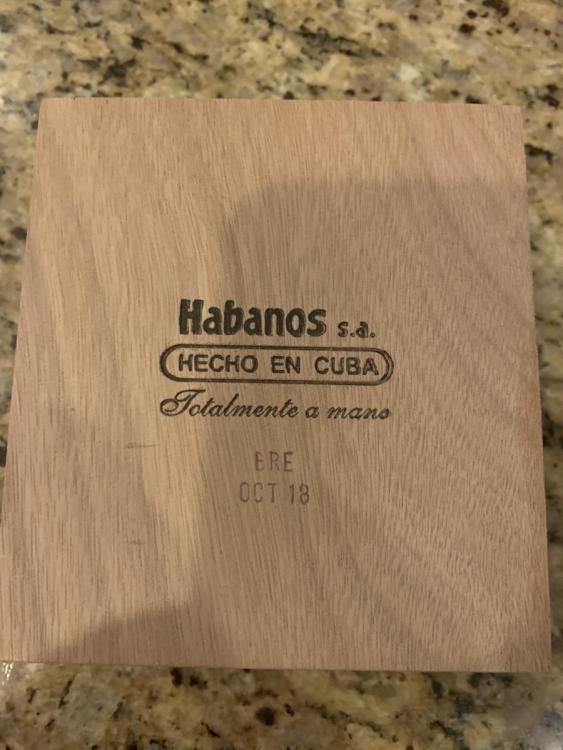 Habanos s.a.
HECHO EN CUBA
Totalmente a mano
BRE
OCT 18